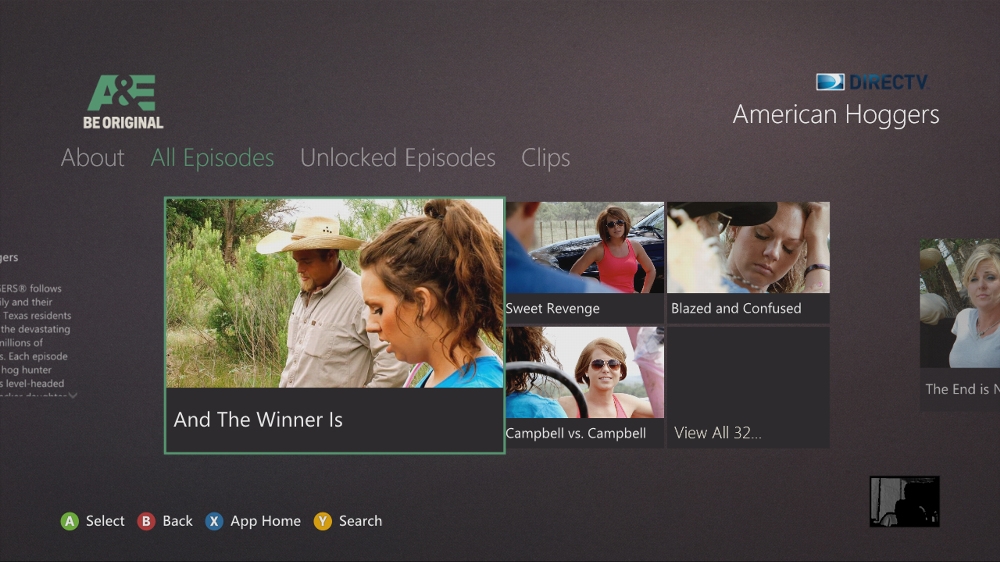 A&E
BE ORIGINAL
DIRECTV
American Hoggers
About All Episodes Unlocked Episodes Clips
gers
GERS® follows
ily and their
Texas residents
the devastating
millions of
s. Each episode
hog hunter
s level-headed
And The Winner Is
Sweet Revenge
Blazed and Confused
Campbell vs. Campbell
View All 32...
The End is N
A Select B Back X App Home Y Search